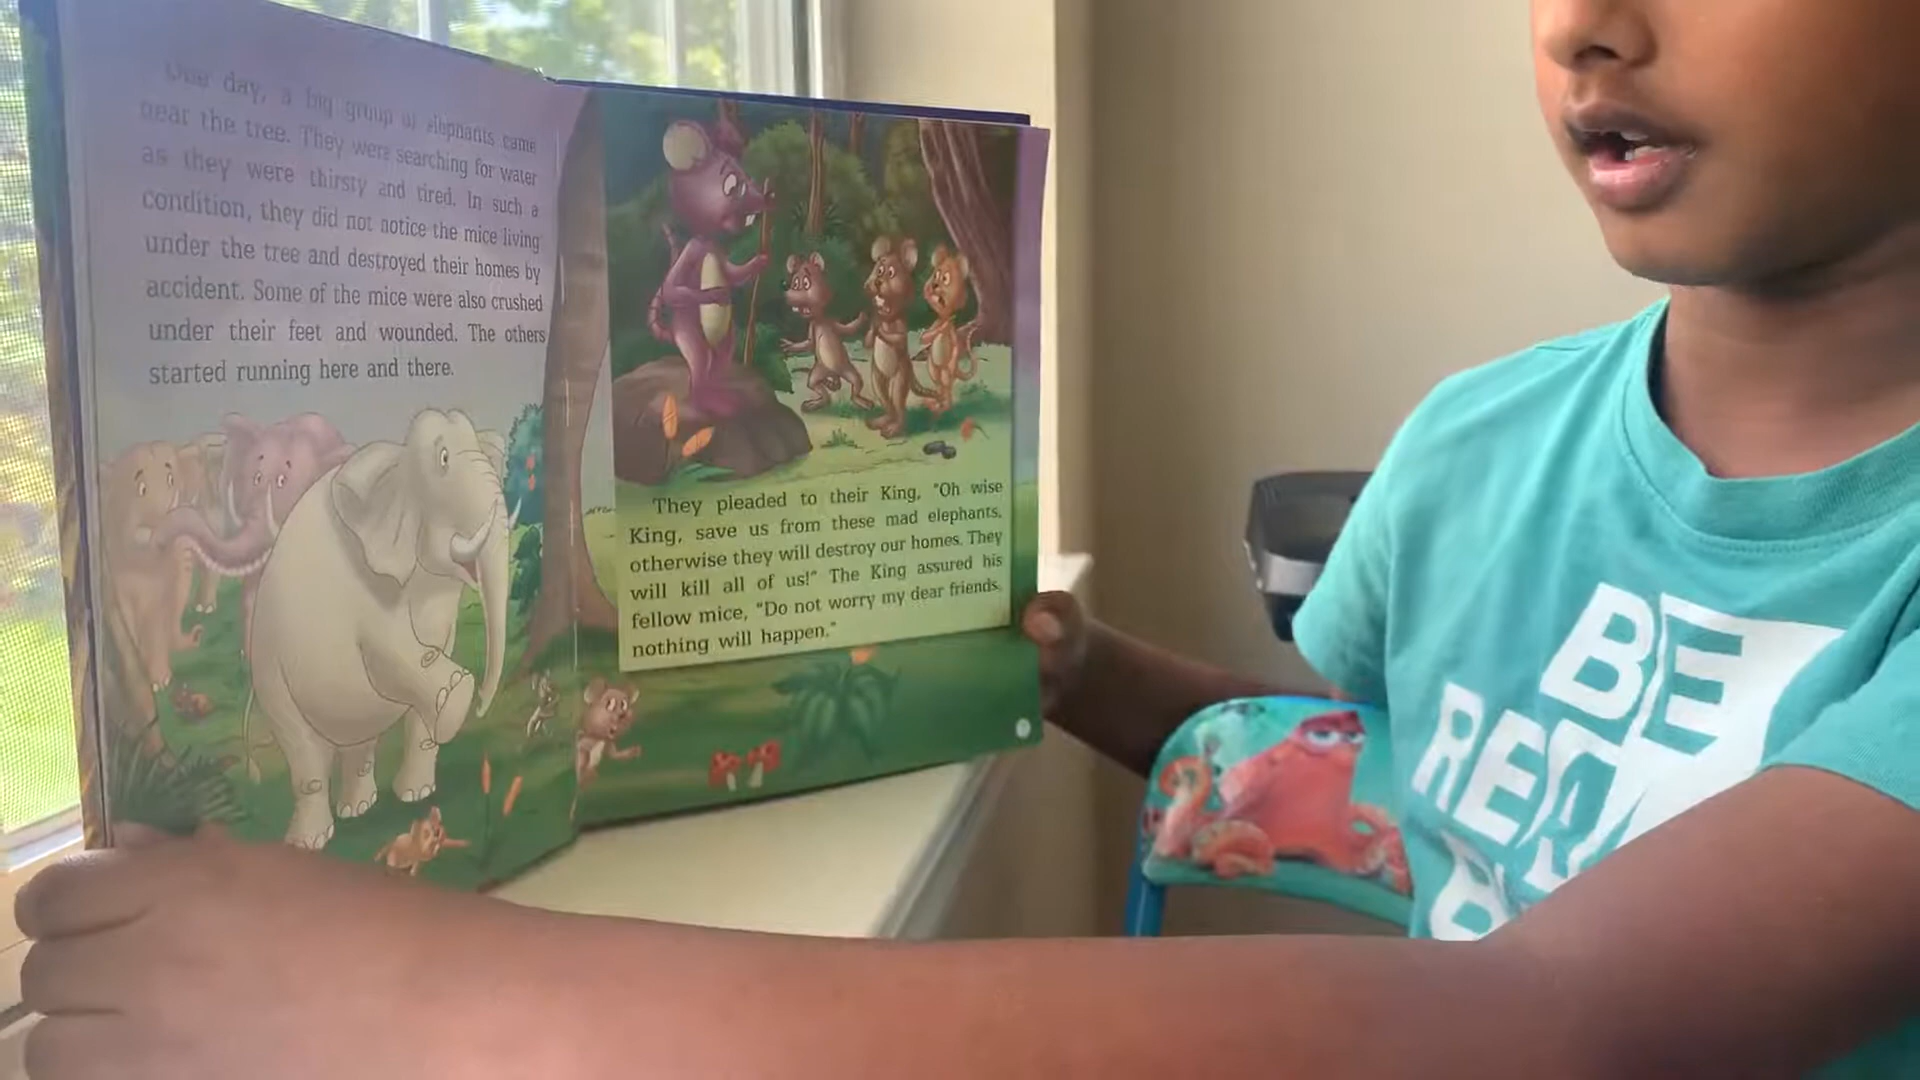 One day, a big group of elephants came
near the tree. They were searching for water
as they were thirsty and tired. In such a
condition, they did not notice the mice living
under the tree and destroyed their homes by
accident. Some of the mice were also crushed
under their feet and wounded. The others
started running here and there.
They pleaded to their King, "Oh wise
King, save us from these mad elephants,
otherwise they will destroy our homes. They
will kill all of us!" The King assured his
fellow mice, "Do not worry my dear friends,
nothing will happen."
BE